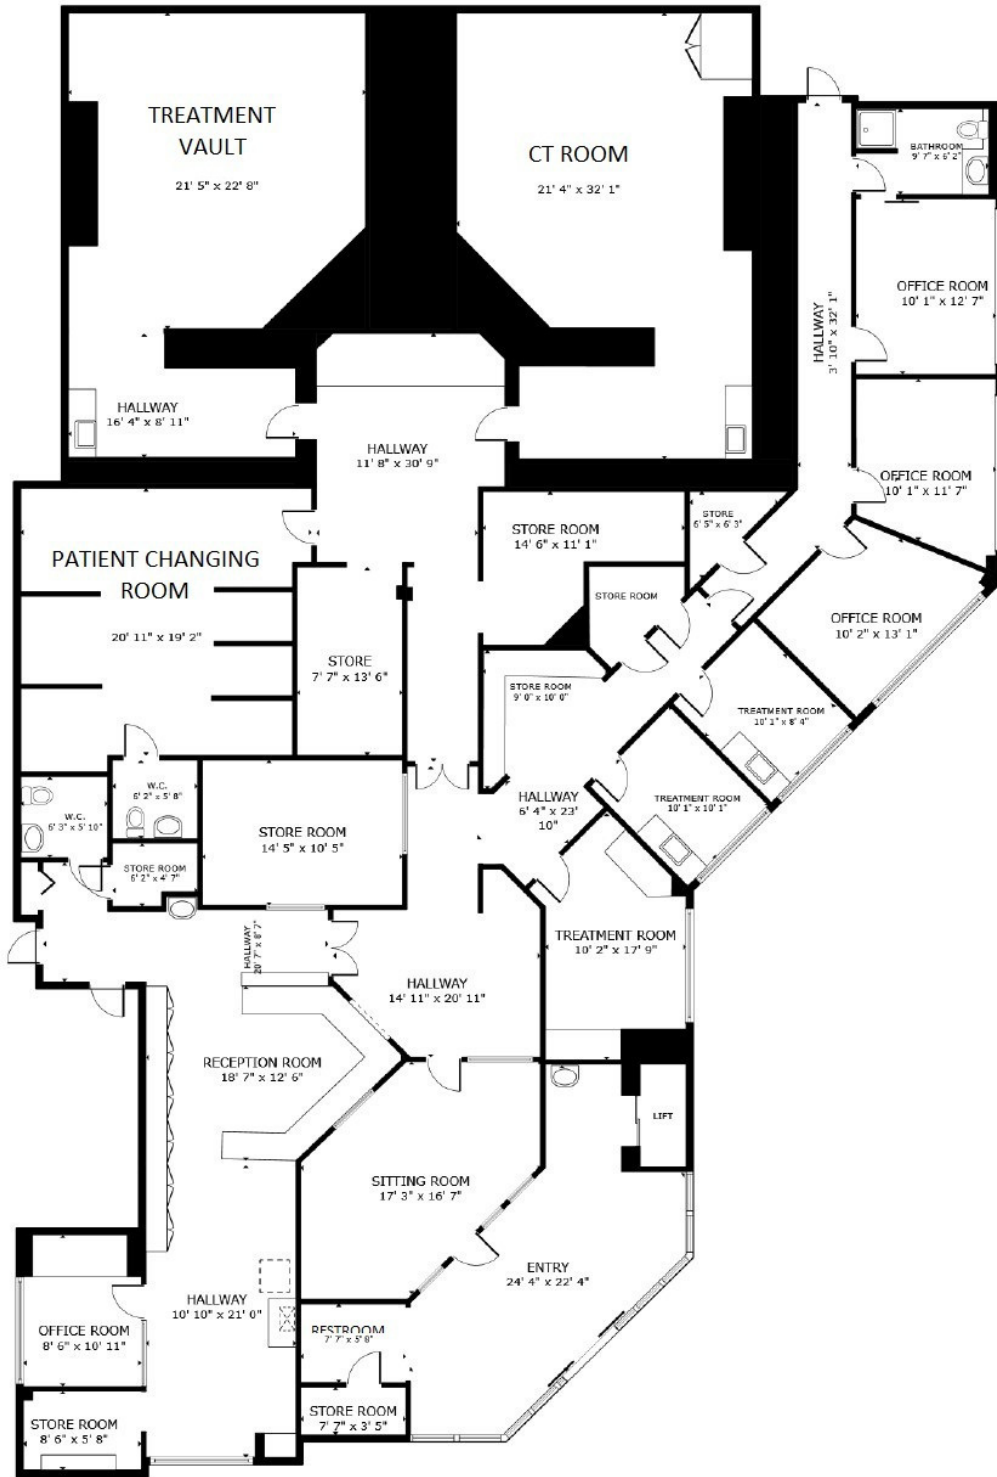 TREATMENT
VAULT
21' 5" x 22' 8"
CT ROOM
21' 4" x 32' 1"
BATHROOM
9' 7" x 6' 2"
OFFICE ROOM
10' 1" x 12' 7"
HALLWAY
3' 10" x 32' 1"
HALLWAY
16' 4" x 8' 11"
HALLWAY
11' 8" x 30' 9"
OFFICE ROOM
10' 1" x 11' 7"
STORE
6' 5" x 6' 3"
STORE ROOM
14' 6" x 11' 1"
PATIENT CHANGING
ROOM
20' 11" x 19' 2"
STORE ROOM
OFFICE ROOM
10' 2" x 13' 1"
STORE
7' 7" x 13' 6"
STORE ROOM
9' 0" x 10' 0"
TREATMENT ROOM
10' 1" x 8' 4"
W.C.
6' 2" x 5' 8"
HALLWAY
6' 4" x 23'
10"
TREATMENT ROOM
10' 1" x 10' 1"
W.C.
6' 3" x 5' 10"
STORE ROOM
14' 5" x 10' 5"
STORE ROOM
6' 2" x 4' 7"
HALLWAY
20' 7" x 8' 7"
TREATMENT ROOM
10' 2" x 17' 9"
HALLWAY
14' 11" x 20' 11"
RECEPTION ROOM
18' 7" x 12' 6"
LIFT
SITTING ROOM
17' 3" x 16' 7"
ENTRY
24' 4" x 22' 4"
HALLWAY
10' 10" x 21' 0"
OFFICE ROOM
8' 6" x 10' 11"
RESTROOM
7' 7" x 5' 8"
STORE ROOM
7' 7" x 3' 5"
STORE ROOM
8' 6" x 5' 8"